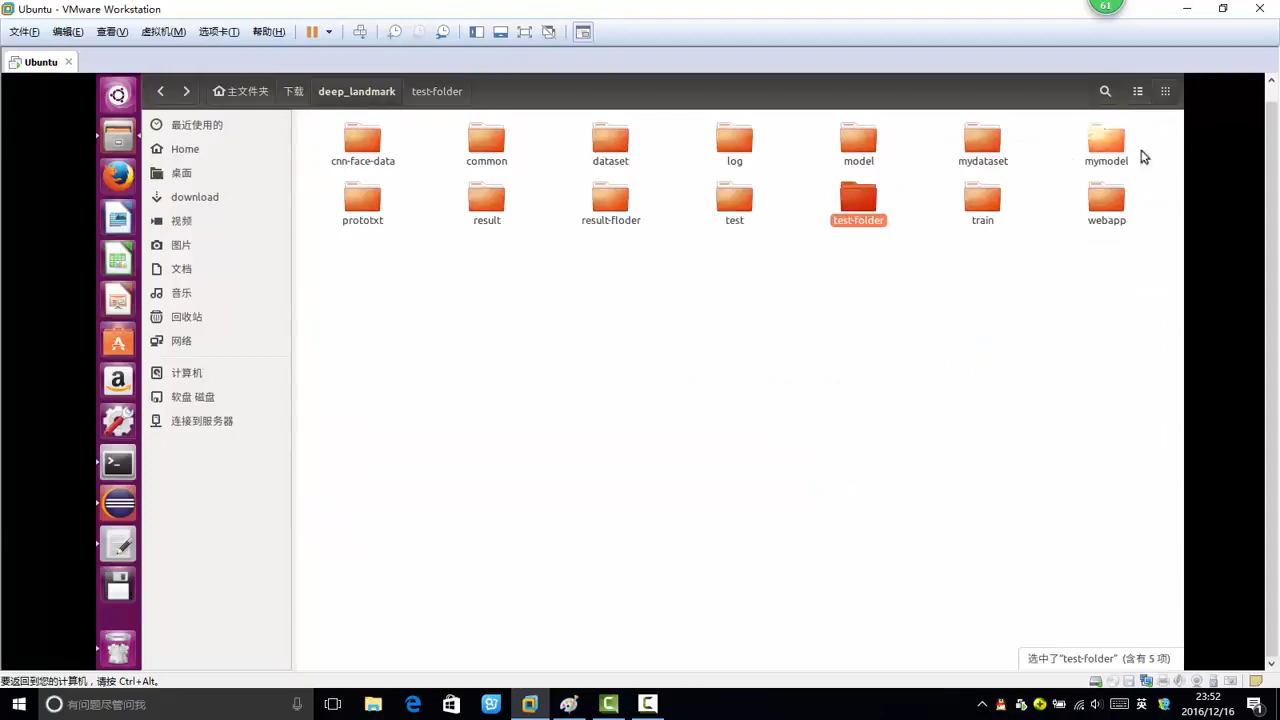 Ubuntu - VMware Workstation
61
文件(F) 编辑(E) 查看(V) 虚拟机(M) 选项卡(T) 帮助(H)
Ubuntu
主文件夹 下载 deep_landmark test-folder
最近使用的
Home
桌面
download
视频
图片
文档
音乐
回收站
网络
计算机
软盘 磁盘
连接到服务器
cnn-face-data common dataset log model mydataset mymodel
prototxt result result-floder test test-folder train webapp
选中了"test-folder" (含有 5 项)
要返回到您的计算机，请按 Ctrl+Alt。
有问题尽管问我
英
23:52
2016/12/16